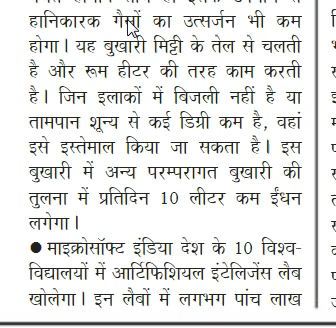 हानिकारक गैसों का उत्सर्जन भी कम
होगा। यह बुखारी मिट्टी के तेल से चलती
है और रूम हीटर की तरह काम करती
है। जिन इलाकों में बिजली नहीं है या
तामपान शून्य से कई डिग्री कम है, वहां
इसे इस्तेमाल किया जा सकता है। इस
बुखारी में अन्य परम्परागत बुखारी की
तुलना में प्रतिदिन 10 लीटर कम ईंधन
लगेगा।
● माइक्रोसॉफ्ट इंडिया देश के 10 विश्व-
विद्यालयों में आर्टिफिशियल इंटेलिजेंस लैब
खोलेगा। इन लैबों में लगभग पांच लाख